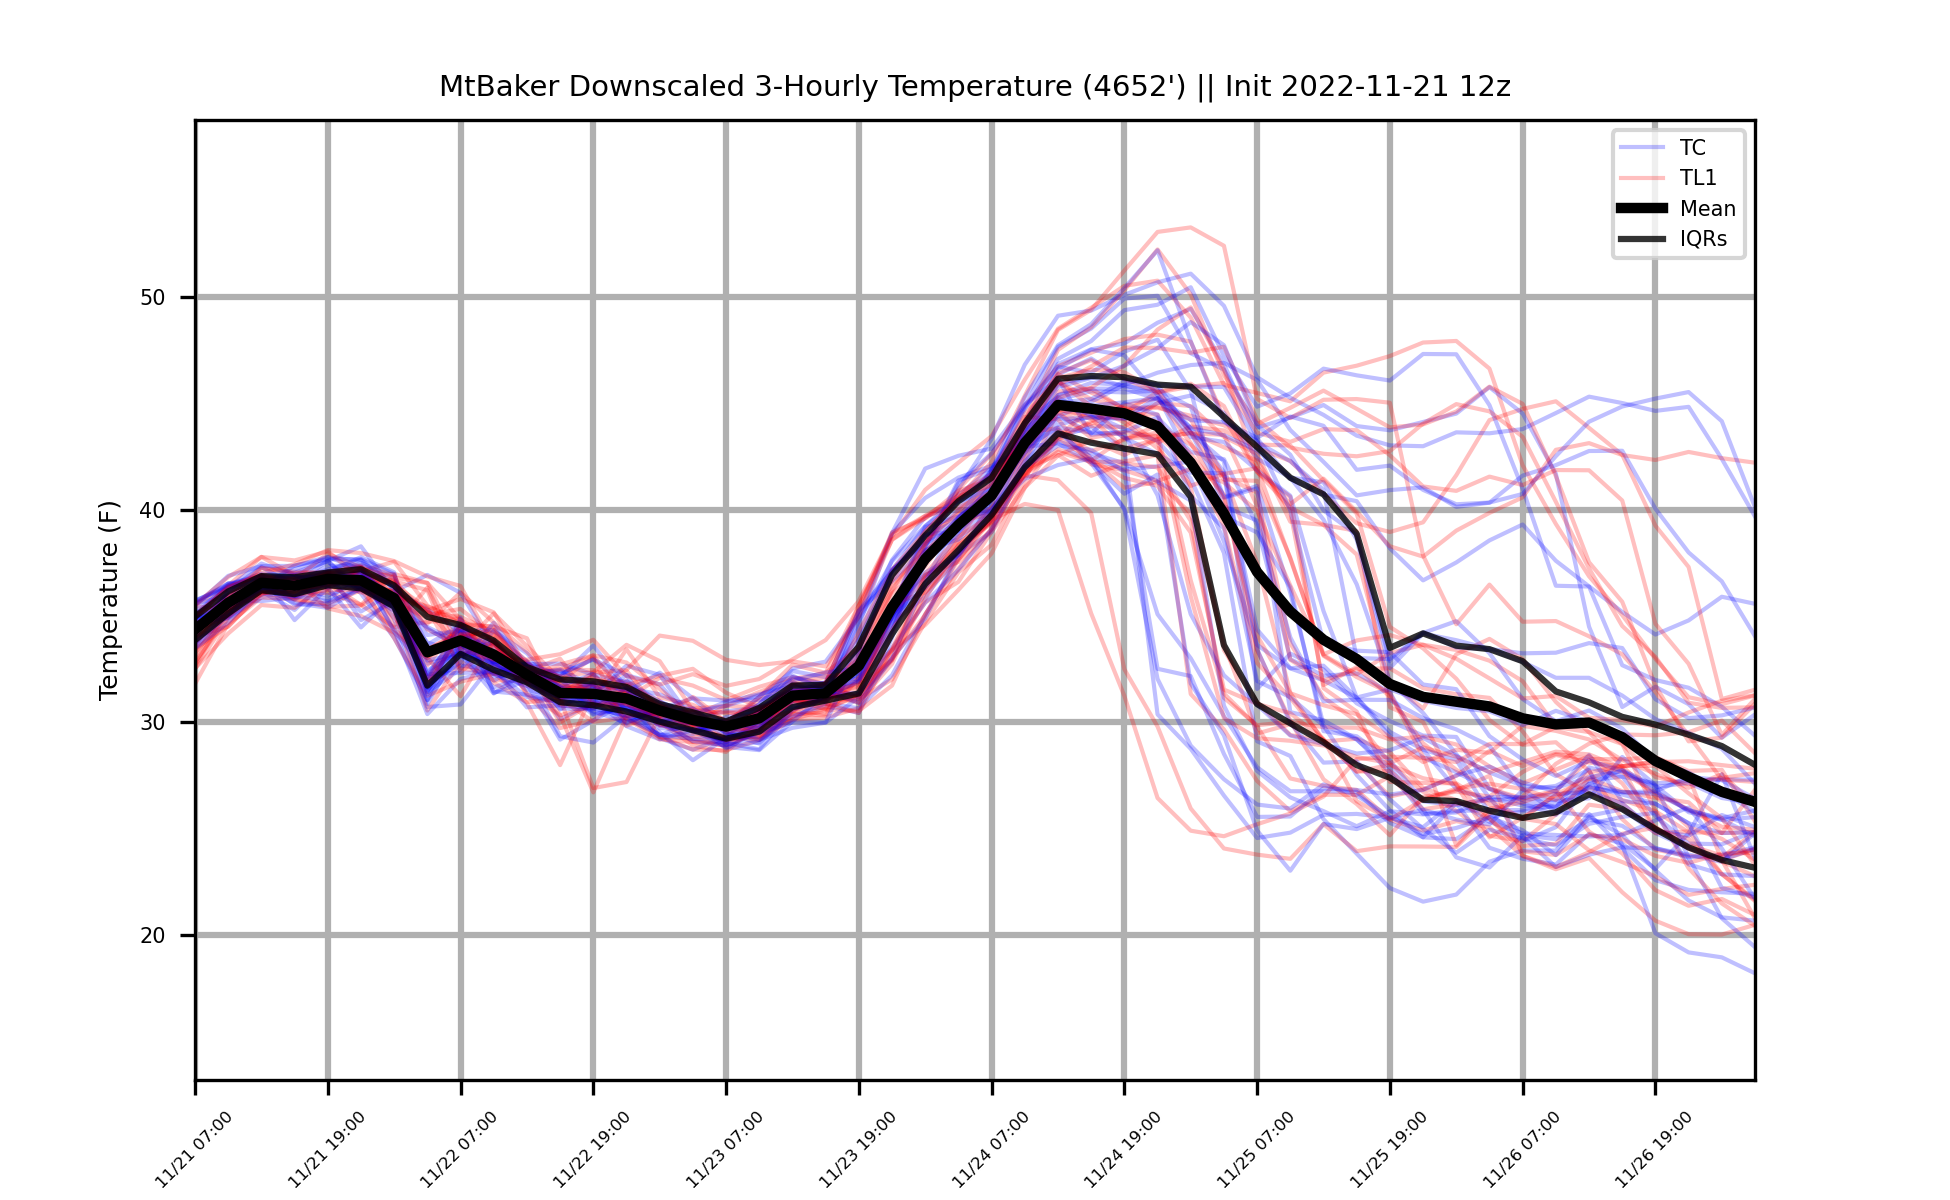 MtBaker Downscaled 3-Hourly Temperature (4652') || Init 2022-11-21 12z
TC
TL1
Mean
IQRs
Temperature (F)
50
40
30
20
11/21 07:00
11/21 19:00
11/22 07:00
11/22 19:00
11/23 07:00
11/23 19:00
11/24 07:00
11/24 19:00
11/25 07:00
11/25 19:00
11/26 07:00
11/26 19:00